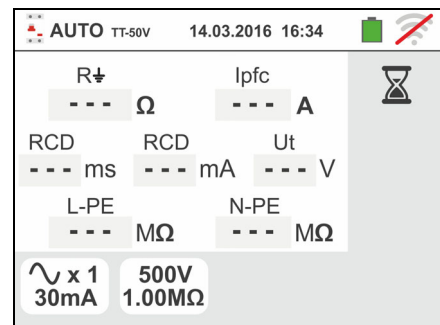 AUTO TT-50V 14.03.2016 16:34
R⏚ Ipfc
- - - Ω - - - A
RCD RCD Ut
- - - ms - - - mA - - - V
L-PE N-PE
- - - MΩ - - - MΩ
∿ x 1 500V
30mA 1.00MΩ